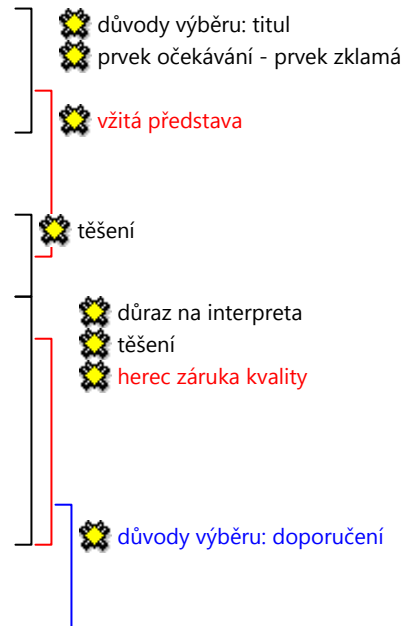 důvody výběru: titul
prvek očekávání - prvek zklamá
vžitá představa
těšení
důraz na interpreta
těšení
herec záruka kvality
důvody výběru: doporučení